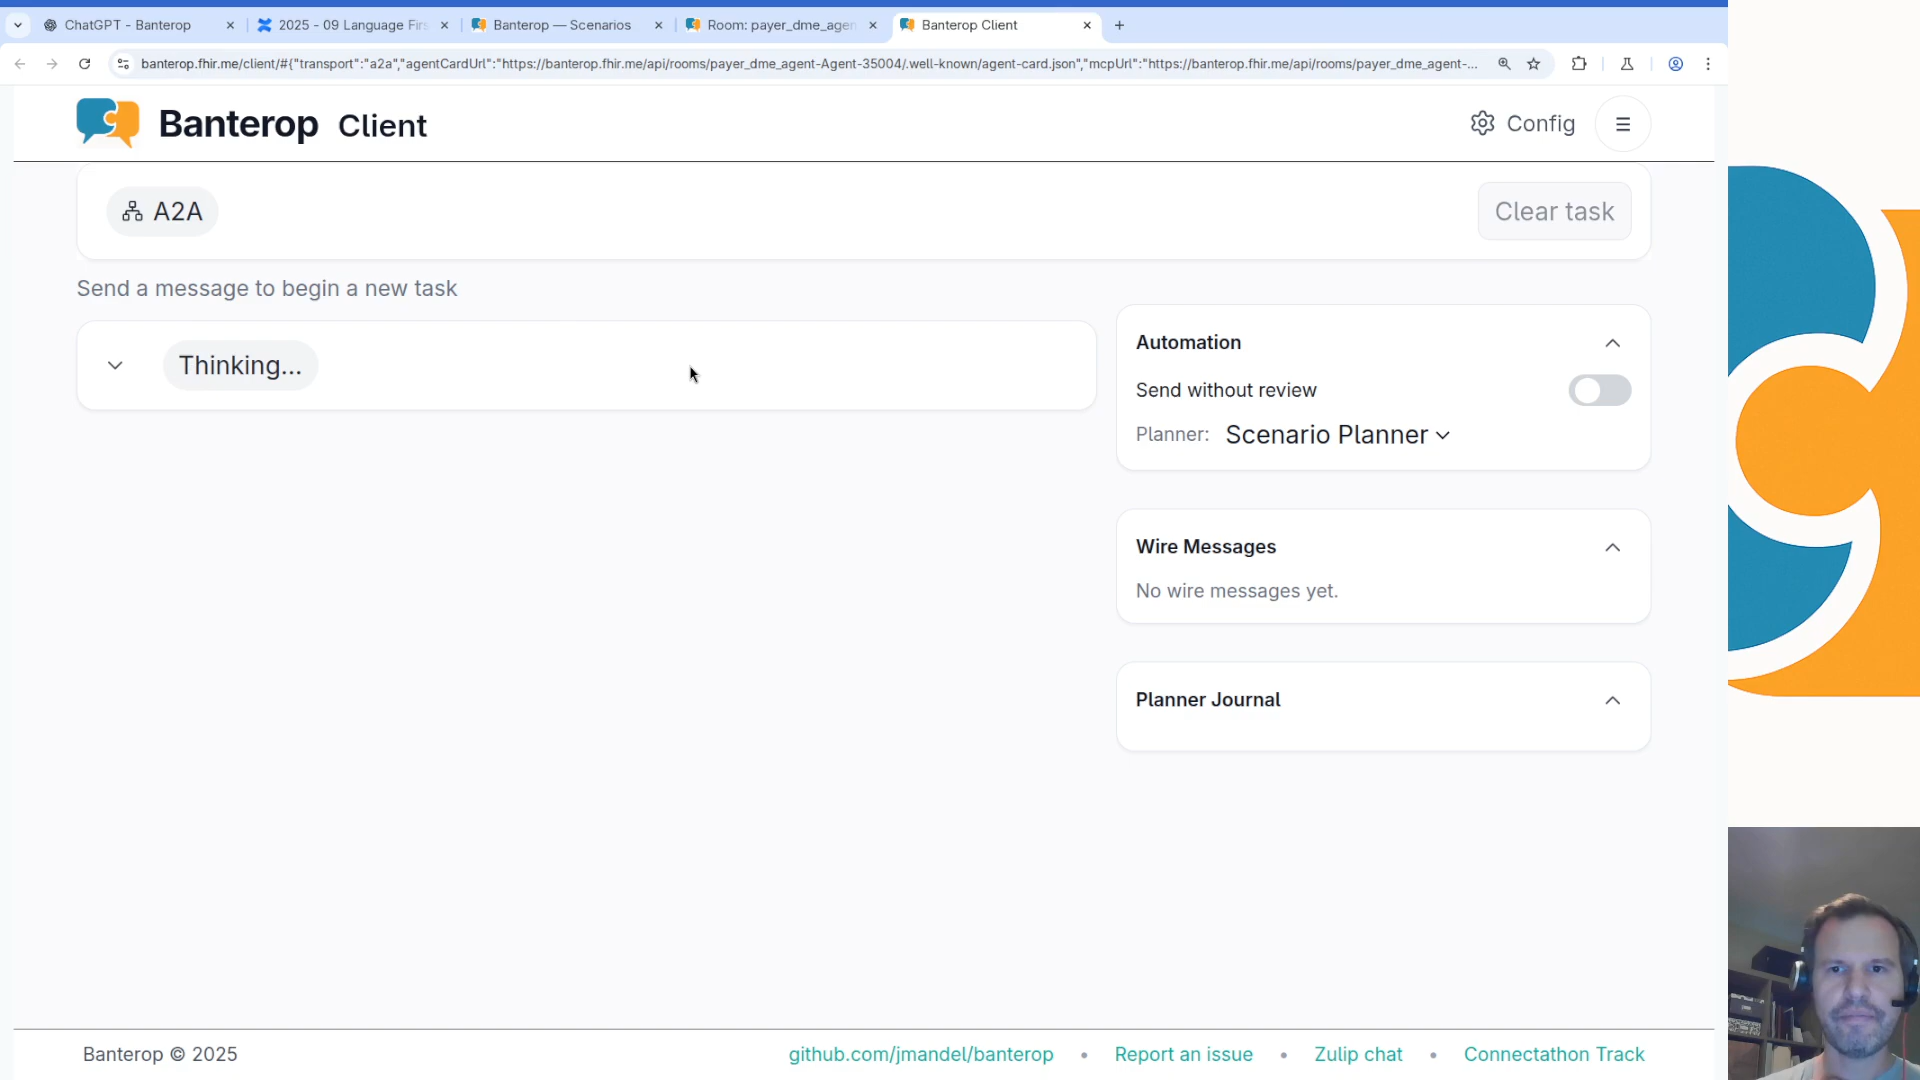 ChatGPT - Banterop
2025 - 09 Language Firs
Banterop — Scenarios
Room: payer_dme_agen
Banterop Client
banterop.fhir.me/client/#{"transport":"a2a","agentCardUrl":"https://banterop.fhir.me/api/rooms/payer_dme_agent-Agent-35004/.well-known/agent-card.json","mcpUrl":"https://banterop.fhir.me/api/rooms/payer_dme_agent-...
Banterop Client
Config
A2A
Clear task
Send a message to begin a new task
Thinking...
Automation
Send without review
Planner: Scenario Planner
Wire Messages
No wire messages yet.
Planner Journal
Banterop © 2025
github.com/jmandel/banterop • Report an issue • Zulip chat • Connectathon Track